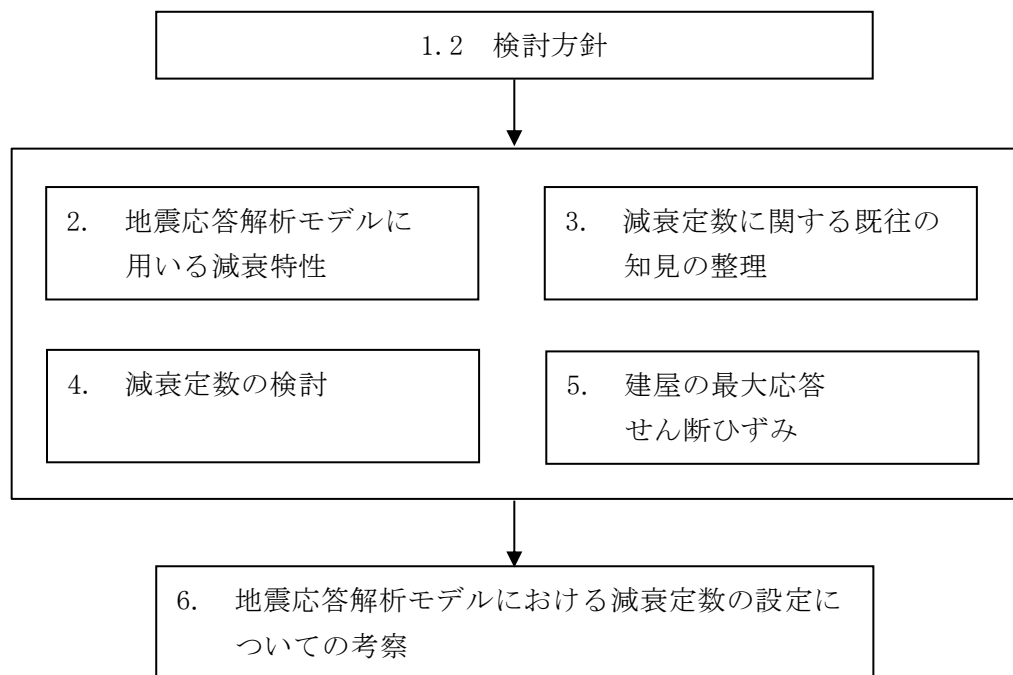 1.2 検討方針
2. 地震応答解析モデルに
用いる減衰特性
3. 減衰定数に関する既往の
知見の整理
4. 減衰定数の検討
5. 建屋の最大応答
せん断ひずみ
6. 地震応答解析モデルにおける減衰定数の設定に
ついての考察